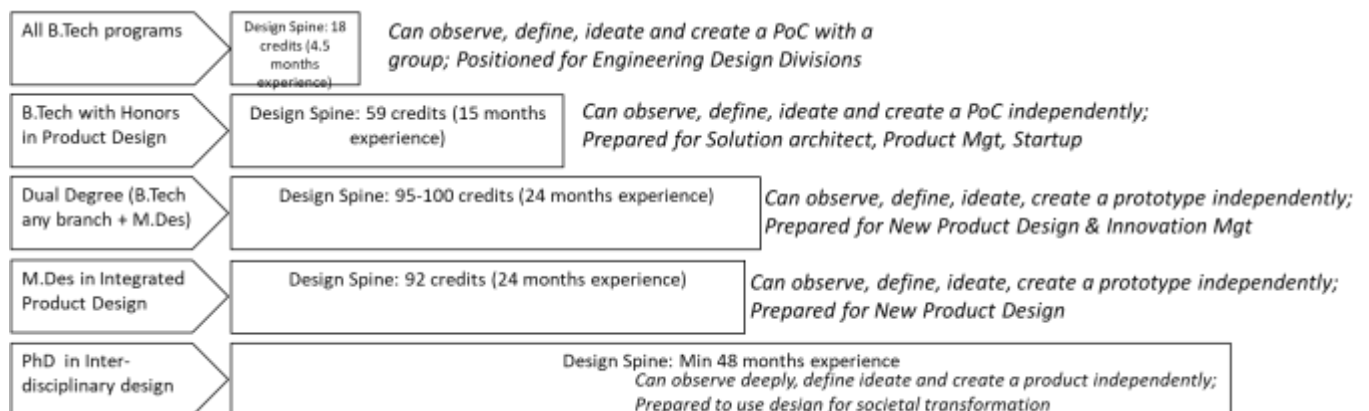 All B.Tech programs
Design Spine: 18
credits (4.5
months
experience)
Can observe, define, ideate and create a PoC with a
group; Positioned for Engineering Design Divisions
B.Tech with Honors
in Product Design
Design Spine: 59 credits (15 months
experience)
Can observe, define, ideate and create a PoC independently;
Prepared for Solution architect, Product Mgt, Startup
Dual Degree (B.Tech
any branch + M.Des)
Design Spine: 95-100 credits (24 months experience)
Can observe, define, ideate, create a prototype independently;
Prepared for New Product Design & Innovation Mgt
M.Des in Integrated
Product Design
Design Spine: 92 credits (24 months experience)
Can observe, define, ideate, create a prototype independently;
Prepared for New Product Design
PhD in Inter-
disciplinary design
Design Spine: Min 48 months experience
Can observe deeply, define ideate and create a product independently;
Prepared to use design for societal transformation